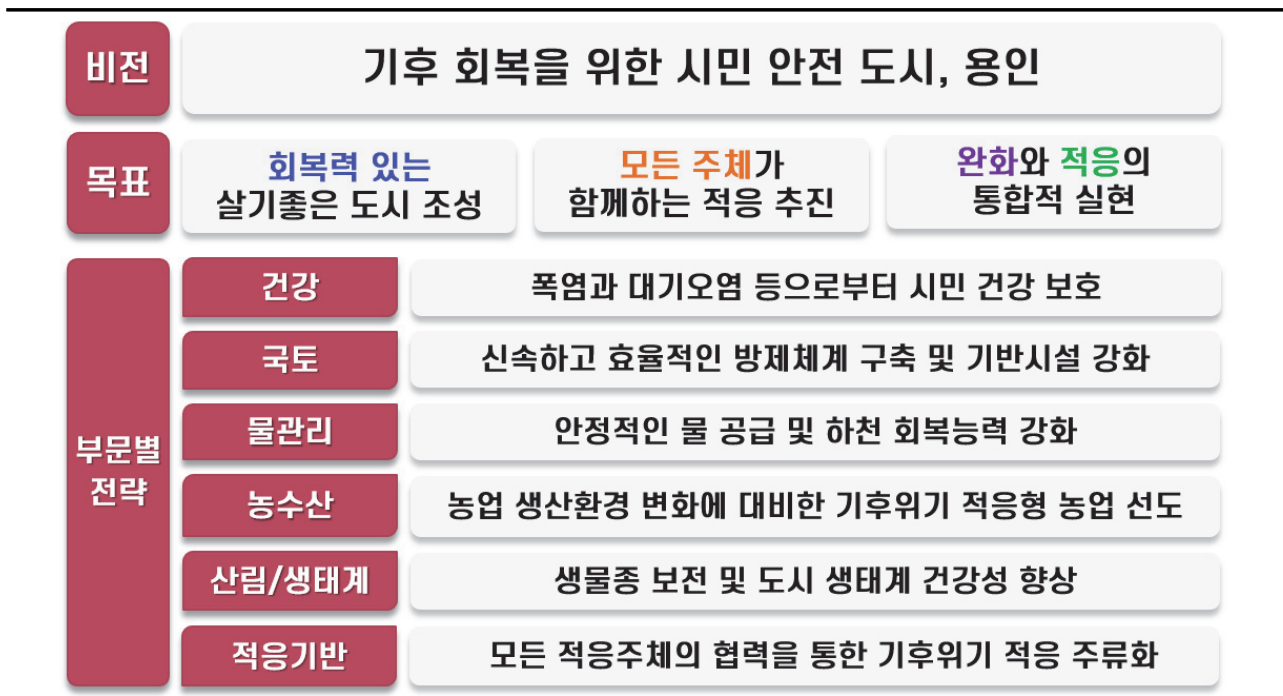 비전
기후 회복을 위한 시민 안전 도시, 용인
목표
회복력 있는
살기좋은 도시 조성
모든 주체가
함께하는 적응 추진
완화와 적응의
통합적 실현
부문별
전략
건강
폭염과 대기오염 등으로부터 시민 건강 보호
국토
신속하고 효율적인 방제체계 구축 및 기반시설 강화
물관리
안정적인 물 공급 및 하천 회복능력 강화
농수산
농업 생산환경 변화에 대비한 기후위기 적응형 농업 선도
산림/생태계
생물종 보전 및 도시 생태계 건강성 향상
적응기반
모든 적응주체의 협력을 통한 기후위기 적응 주류화